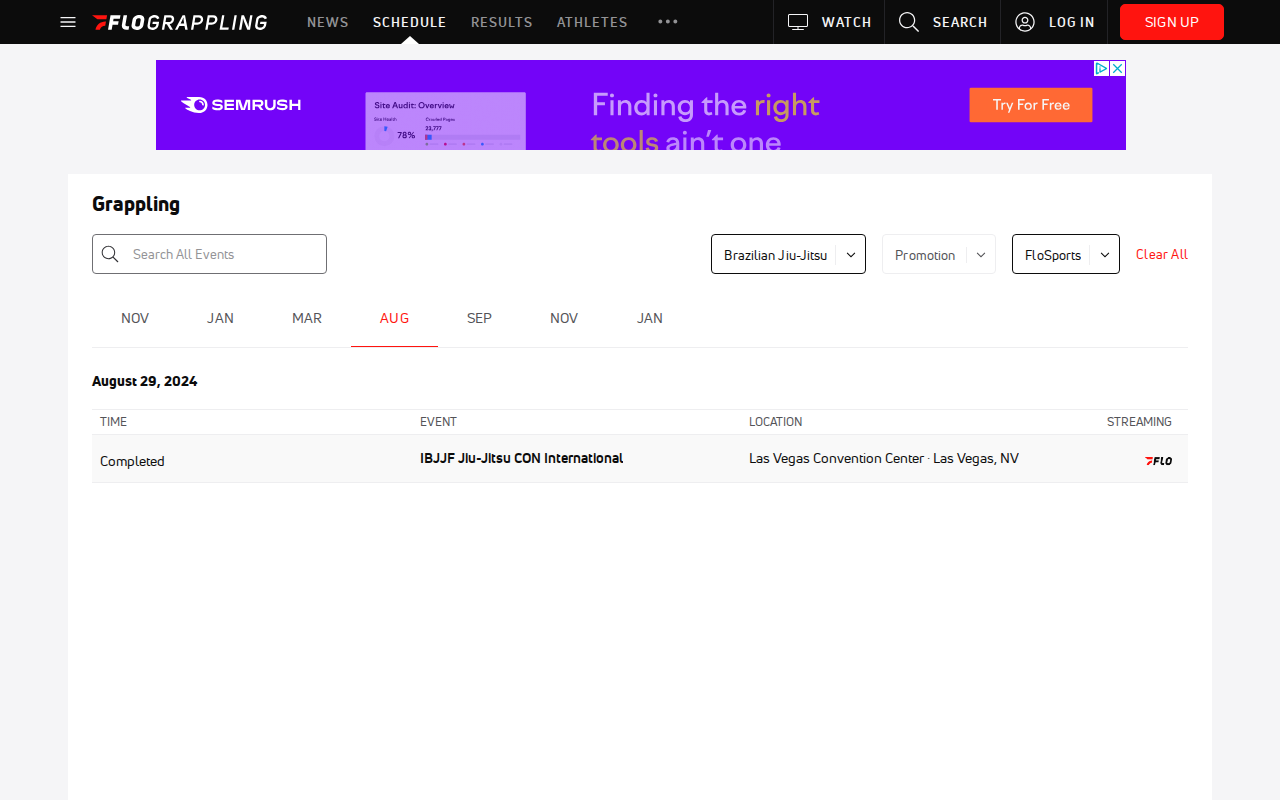 FLOGRAPPLING NEWS SCHEDULE RESULTS ATHLETES ••• WATCH SEARCH LOG IN SIGN UP
SEMRUSH
Site Audit: Overview
Site Health
Crawled Pages
78%
23,777
Finding the right
tools ain't one
Try For Free
Grappling
Search All Events
Brazilian Jiu-Jitsu
Promotion
FloSports
Clear All
NOV JAN MAR AUG SEP NOV JAN
August 29, 2024
TIME EVENT LOCATION STREAMING
Completed IBJJF Jiu-Jitsu CON International Las Vegas Convention Center · Las Vegas, NV FLO